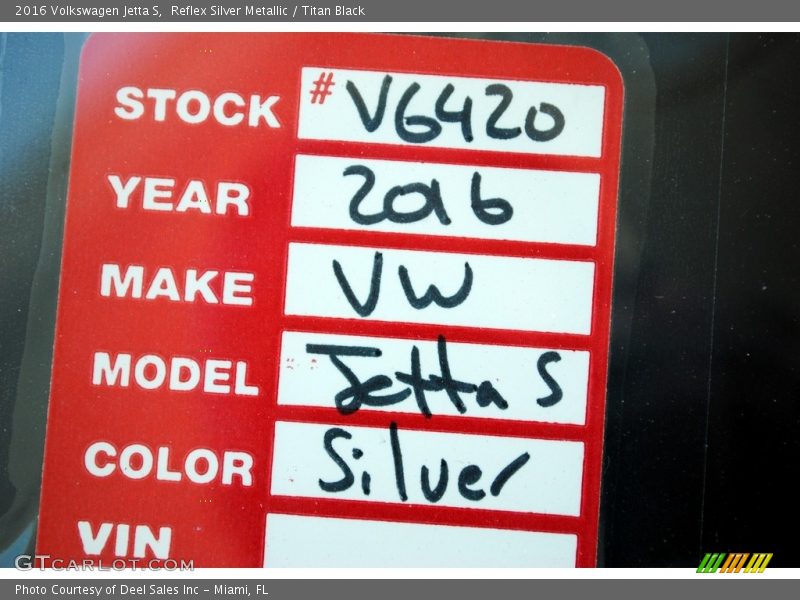 2016 Volkswagen Jetta S,  Reflex Silver Metallic / Titan Black
STOCK # V6420
YEAR 2016
MAKE VW
MODEL Jetta S
COLOR Silver
VIN
GTcarlot.com
Photo Courtesy of Deel Sales Inc - Miami, FL